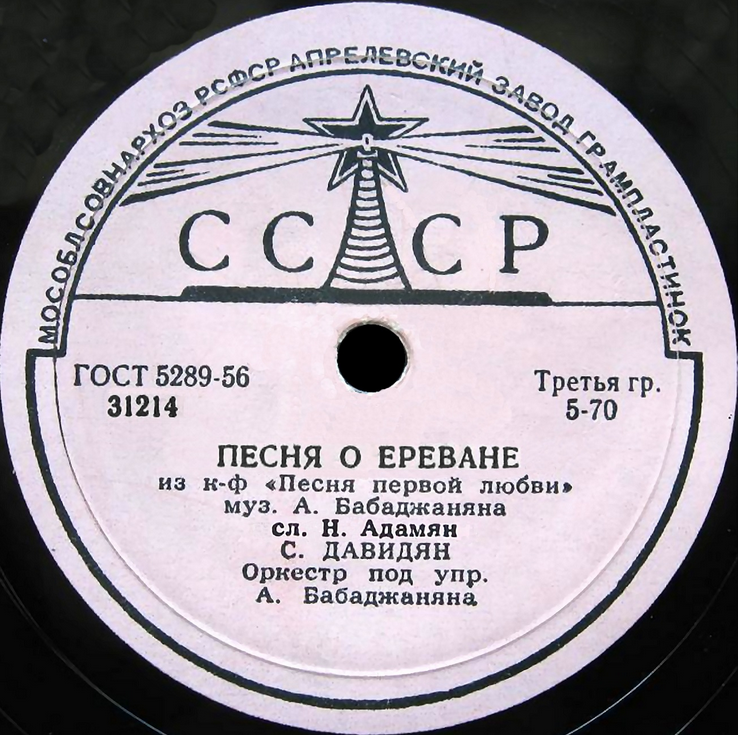 МОСОБЛСОВНАРХОЗ РСФСР АПРЕЛЕВСКИЙ ЗАВОД ГРАМПЛАСТИНОК
СССР
ГОСТ 5289-56
31214
Третья гр.
5-70
ПЕСНЯ О ЕРЕВАНЕ
из к-ф «Песня первой любви»
муз. А. Бабаджаняна
сл. Н. Адамян
С. ДАВИДЯН
Оркестр под упр.
А. Бабаджаняна